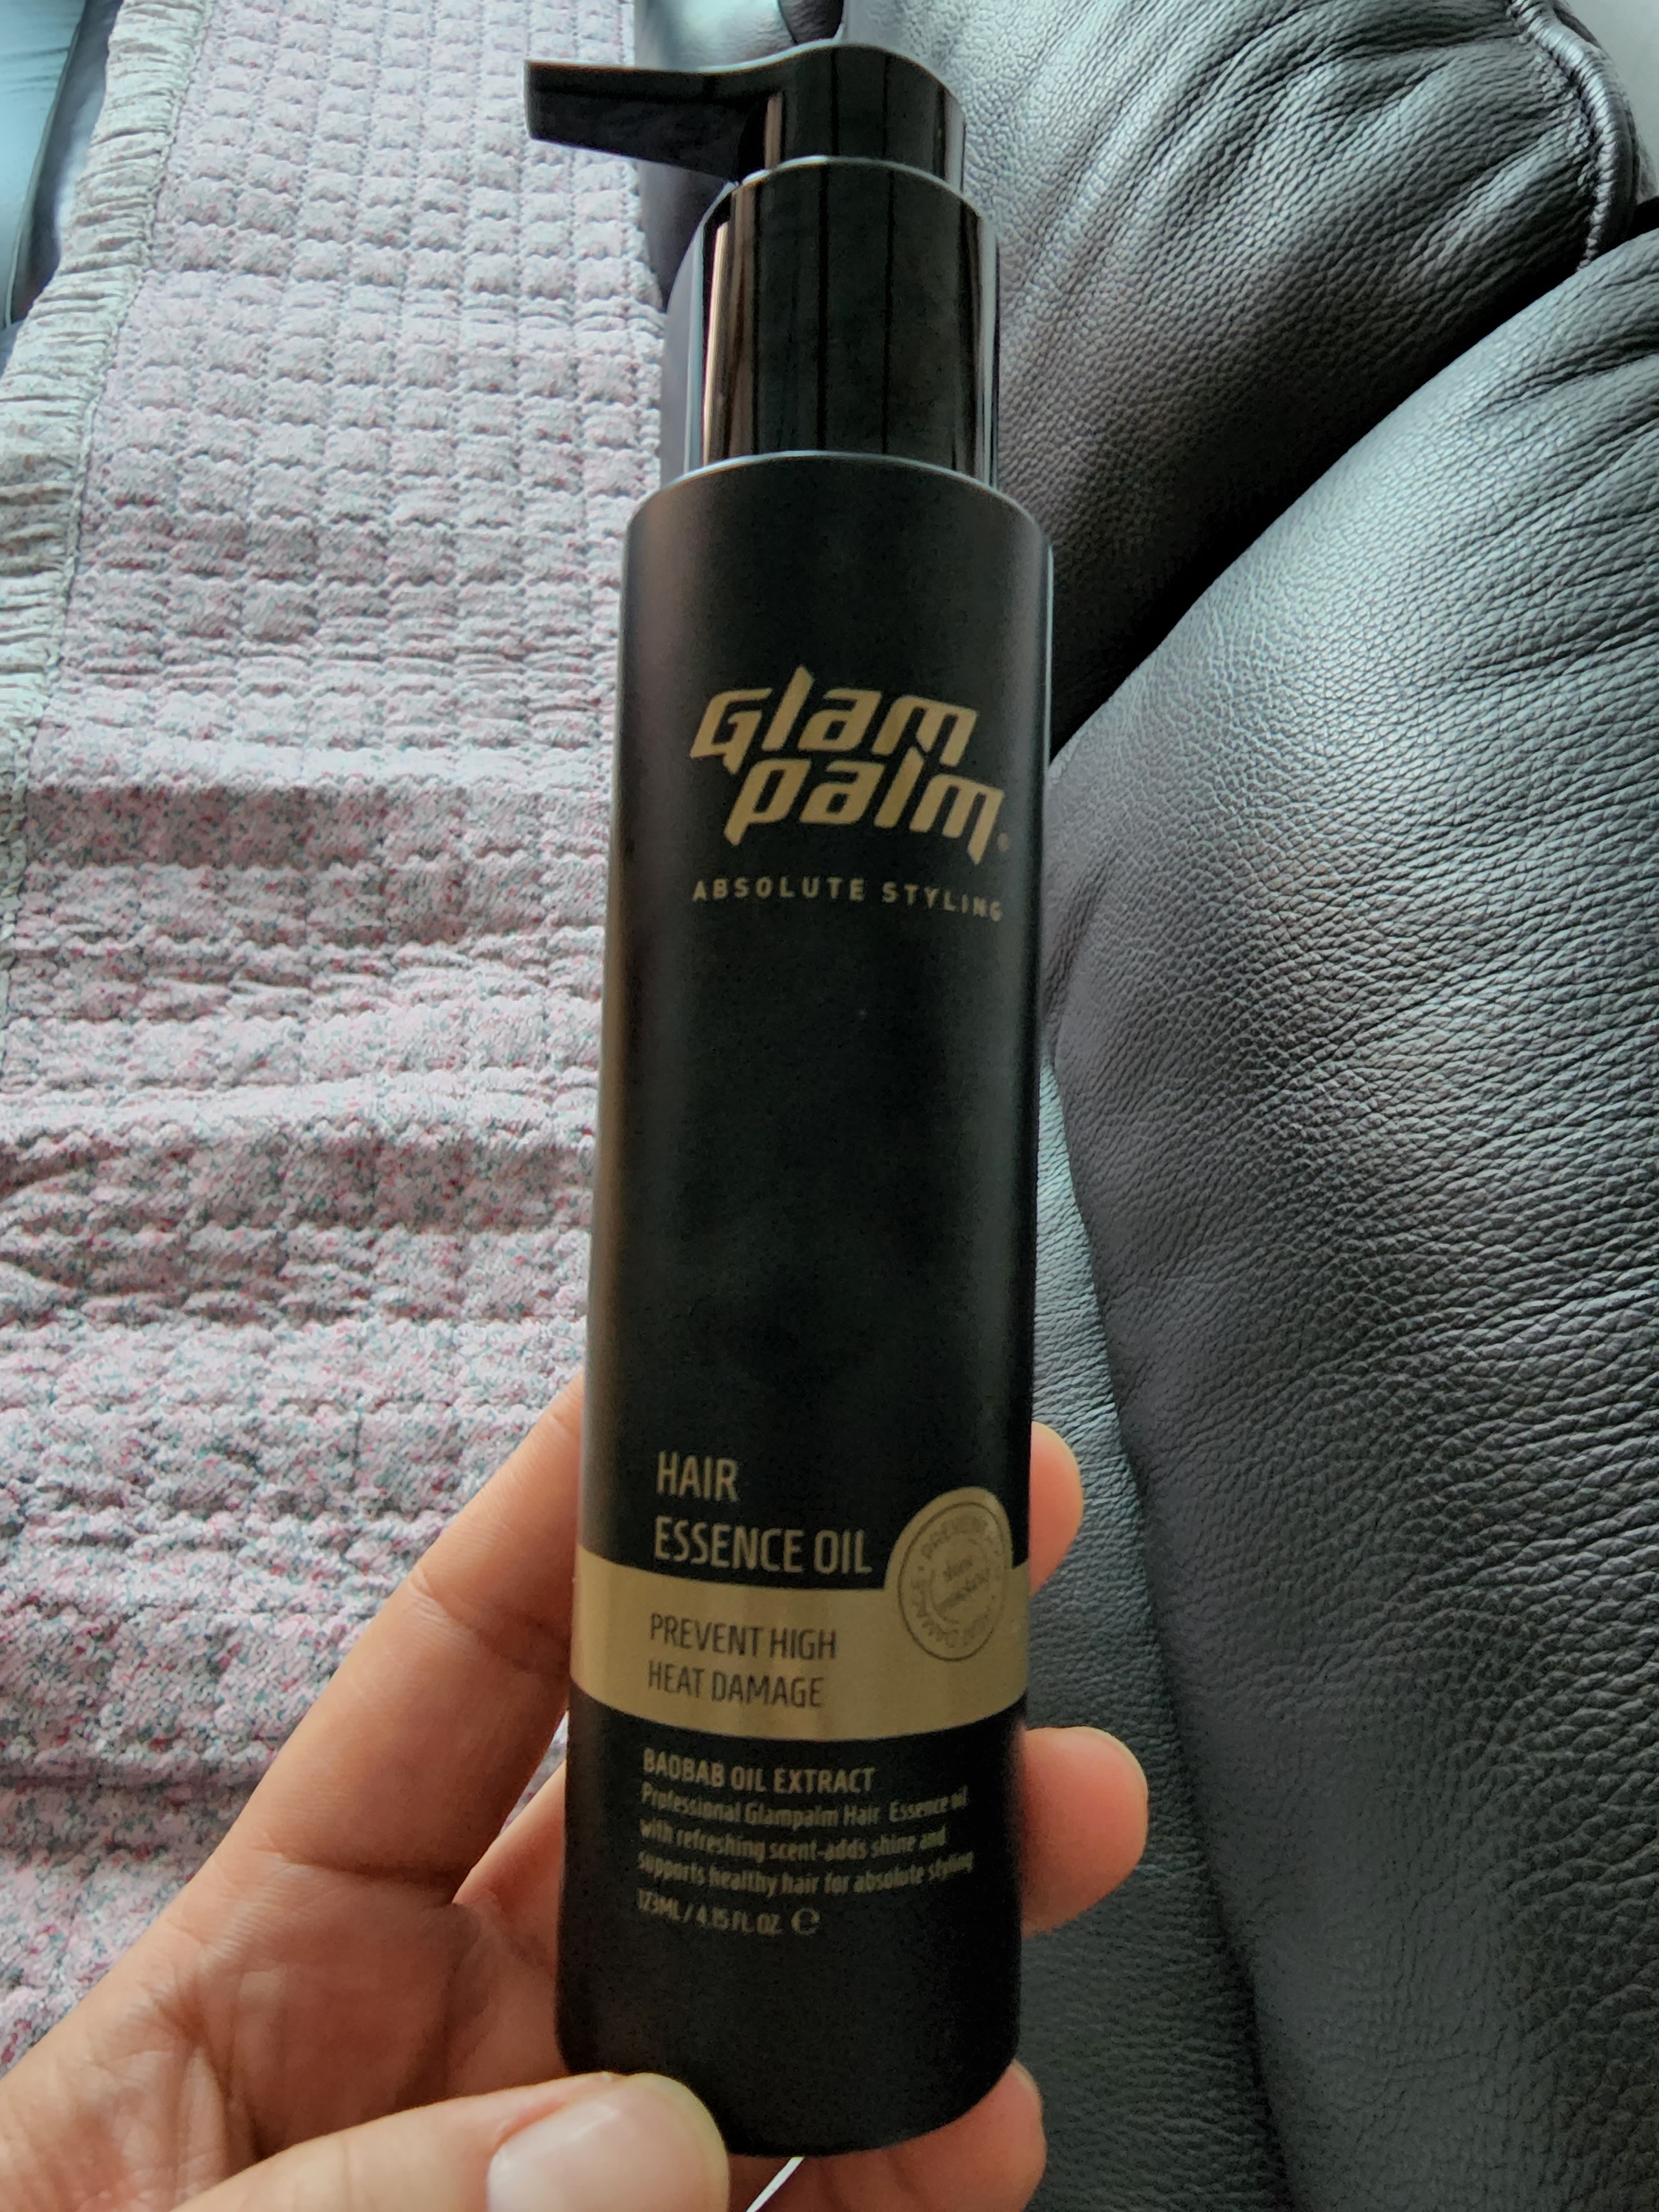 Glam
palm®
ABSOLUTE STYLING
HAIR
ESSENCE OIL
PREVENT HIGH
HEAT DAMAGE
BAOBAB OIL EXTRACT
Professional Glampalm Hair Essence oil
with refreshing scent-adds shine and
supports healthy hair for absolute styling
123ML / 4.15 FL OZ. ℮